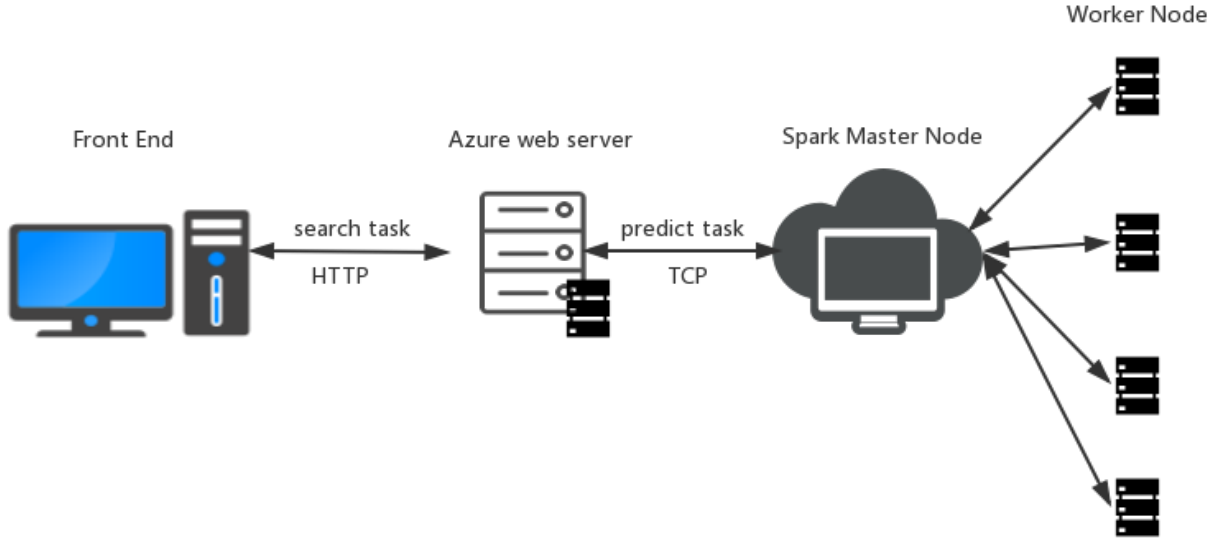 Worker Node
Front End
Azure web server
Spark Master Node
search task
HTTP
predict task
TCP